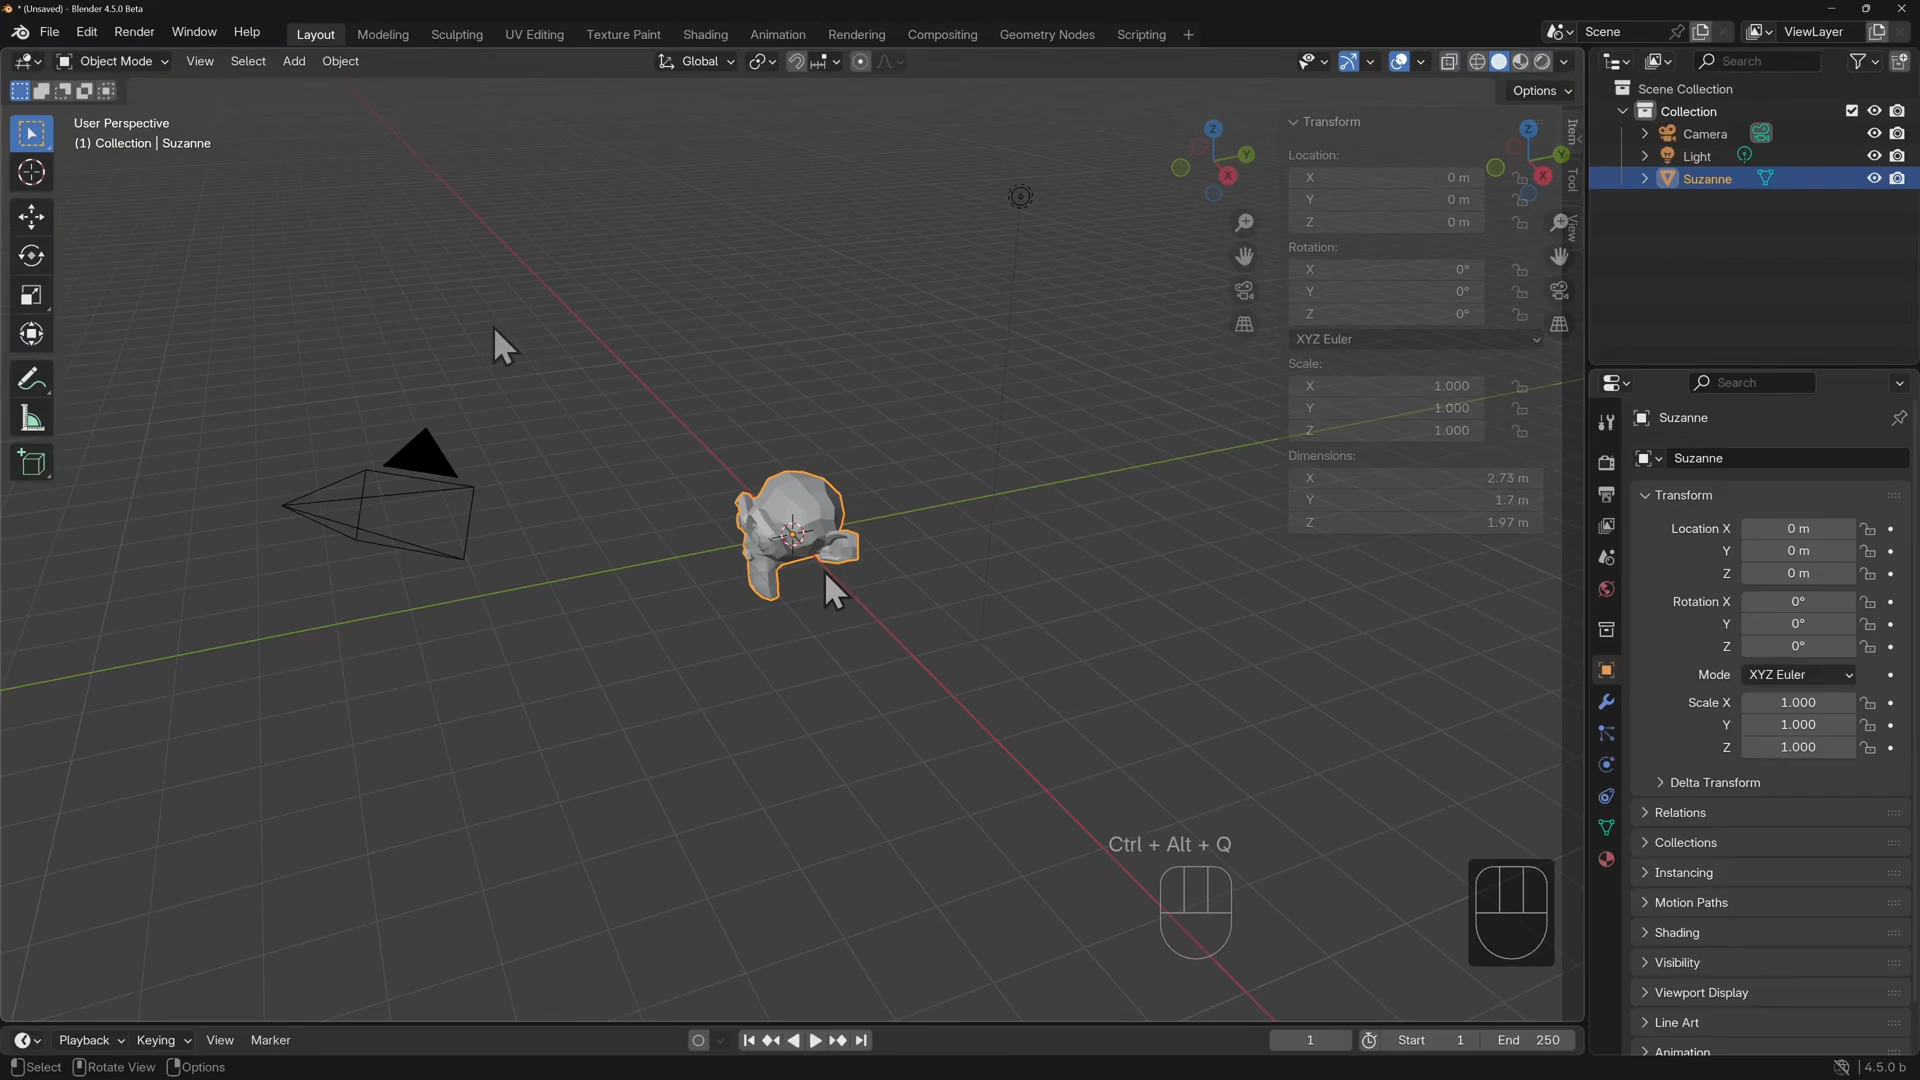 * (Unsaved) - Blender 4.5.0 Beta
File Edit Render Window Help Layout Modeling Sculpting UV Editing Texture Paint Shading Animation Rendering Compositing Geometry Nodes Scripting + Scene ViewLayer
Object Mode View Select Add Object Global Search
Options
User Perspective
(1) Collection | Suzanne
Z
Y
X
Z
Y
X
Transform
Location:
X 0 m
Y 0 m
Z 0 m
Rotation:
X 0°
Y 0°
Z 0°
XYZ Euler
Scale:
X 1.000
Y 1.000
Z 1.000
Dimensions:
X 2.73 m
Y 1.7 m
Z 1.97 m
Item
Tool
View
Ctrl + Alt + Q
Scene Collection
Collection
Camera
Light
Suzanne
Search
Suzanne
Suzanne
Transform
Location X 0 m
Y 0 m
Z 0 m
Rotation X 0°
Y 0°
Z 0°
Mode XYZ Euler
Scale X 1.000
Y 1.000
Z 1.000
Delta Transform
Relations
Collections
Instancing
Motion Paths
Shading
Visibility
Viewport Display
Line Art
Animation
Playback Keying View Marker 1 Start 1 End 250
Select Rotate View Options 4.5.0 b